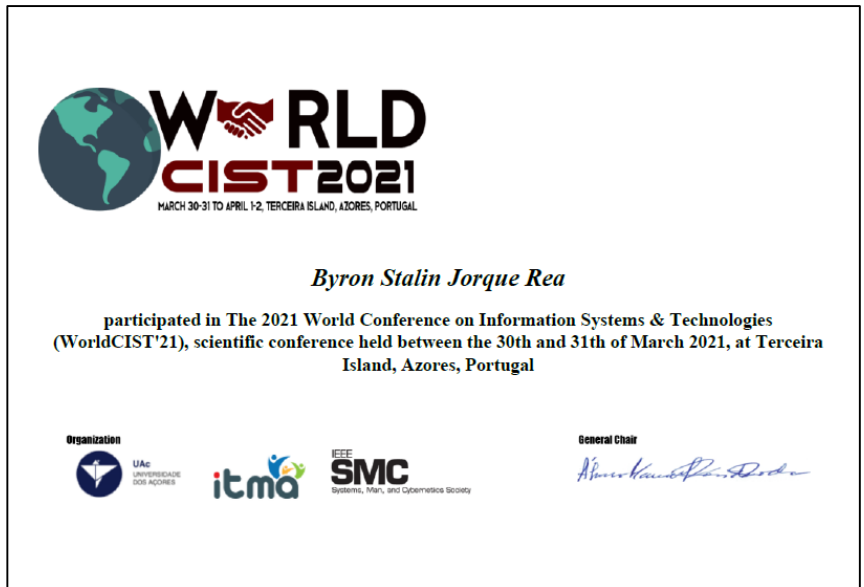 WORLD
CIST2021
MARCH 30-31 TO APRIL 1-2, TERCEIRA ISLAND, AZORES, PORTUGAL
Byron Stalin Jorque Rea
participated in The 2021 World Conference on Information Systems & Technologies
(WorldCIST'21), scientific conference held between the 30th and 31th of March 2021, at Terceira
Island, Azores, Portugal
Organization
General Chair
UAc
UNIVERSIDADE
DOS AÇORES
itma
IEEE
SMC
Systems, Man, and Cybernetics Society